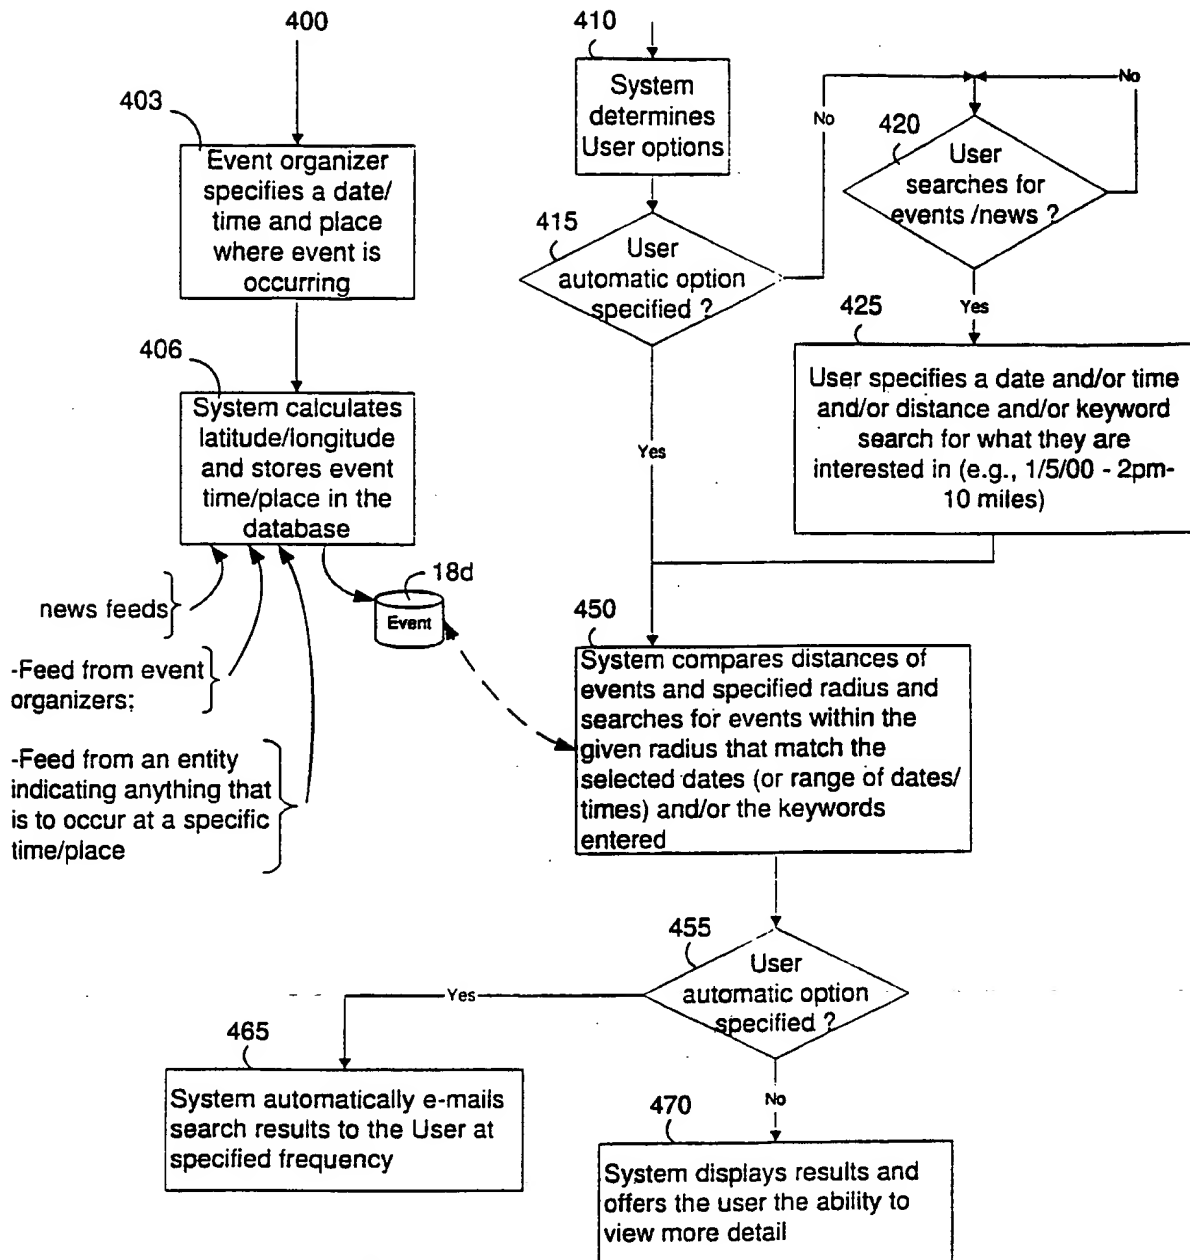 400
403
Event organizer
specifies a date/
time and place
where event is
occurring
406
System calculates
latitude/longitude
and stores event
time/place in the
database
news feeds
-Feed from event
organizers;
-Feed from an entity
indicating anything that
is to occur at a specific
time/place
18d
Event
410
System
determines
User options
415
User
automatic option
specified ?
No
Yes
420
User
searches for
events /news ?
No
Yes
425
User specifies a date and/or time
and/or distance and/or keyword
search for what they are
interested in (e.g., 1/5/00 - 2pm-
10 miles)
450
System compares distances of
events and specified radius and
searches for events within the
given radius that match the
selected dates (or range of dates/
times) and/or the keywords
entered
455
User
automatic option
specified ?
Yes
No
465
System automatically e-mails
search results to the User at
specified frequency
470
System displays results and
offers the user the ability to
view more detail